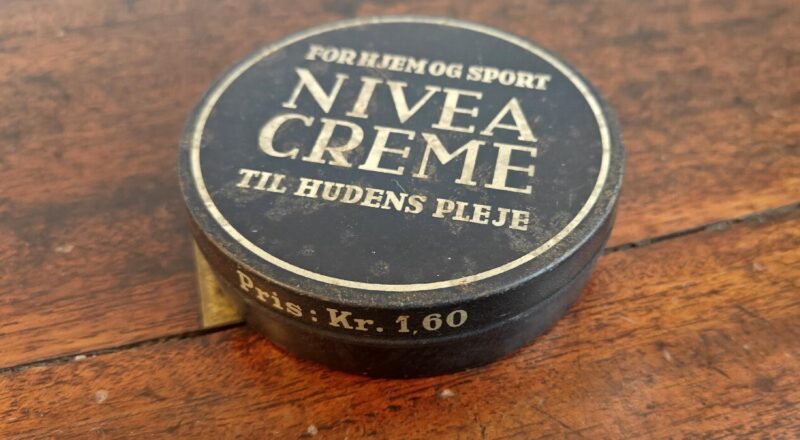 FOR HJEM OG SPORT
NIVEA
CREME
TIL HUDENS PLEJE
Pris: Kr. 1,60